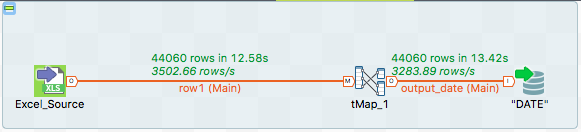 44060 rows in 12.58s
3502.66 rows/s
row1 (Main)
44060 rows in 13.42s
3283.89 rows/s
output_date (Main)
XLS
O
M
O
I
Excel_Source
tMap_1
"DATE"